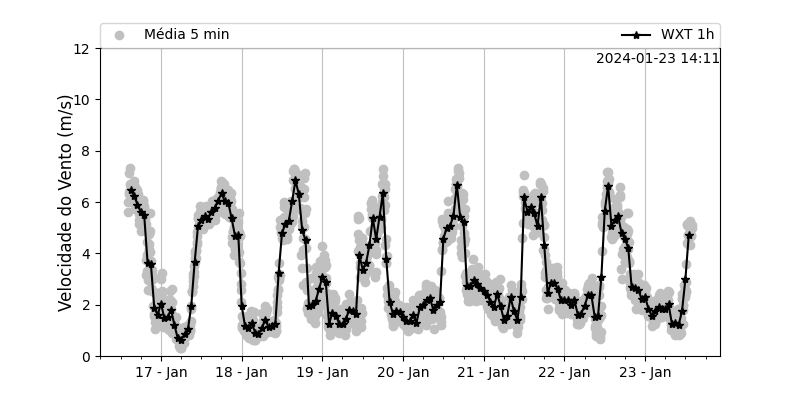 Média 5 min
WXT 1h
2024-01-23 14:11
Velocidade do Vento (m/s)
12
10
8
6
4
2
0
17 - Jan
18 - Jan
19 - Jan
20 - Jan
21 - Jan
22 - Jan
23 - Jan